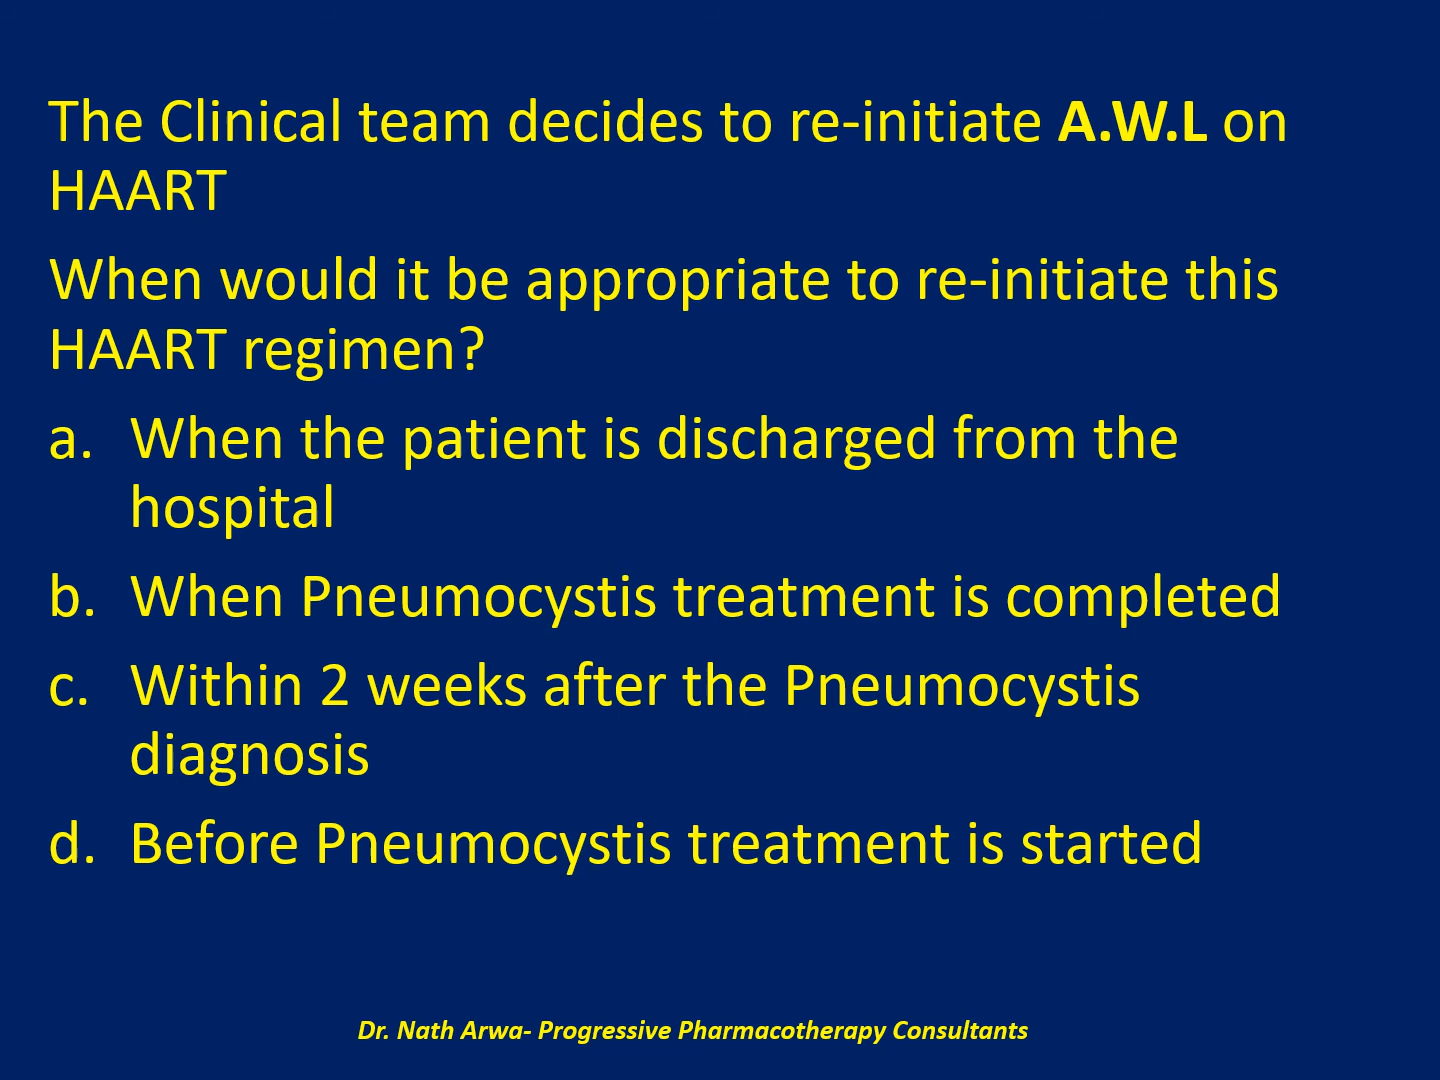 The Clinical team decides to re-initiate A.W.L on
HAART
When would it be appropriate to re-initiate this
HAART regimen?
a. When the patient is discharged from the
hospital
b. When Pneumocystis treatment is completed
c. Within 2 weeks after the Pneumocystis
diagnosis
d. Before Pneumocystis treatment is started
Dr. Nath Arwa- Progressive Pharmacotherapy Consultants